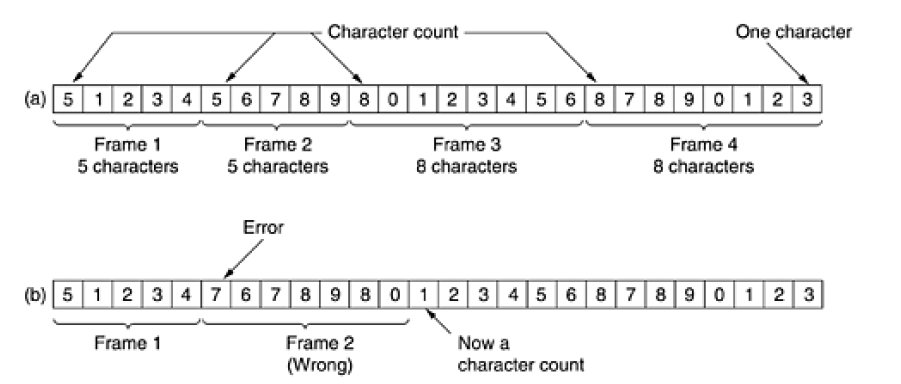 Character count
One character
(a) 5 1 2 3 4 5 6 7 8 9 8 0 1 2 3 4 5 6 8 7 8 9 0 1 2 3
Frame 1
5 characters
Frame 2
5 characters
Frame 3
8 characters
Frame 4
8 characters
Error
(b) 5 1 2 3 4 7 6 7 8 9 8 0 1 2 3 4 5 6 8 7 8 9 0 1 2 3
Frame 1
Frame 2
(Wrong)
Now a
character count